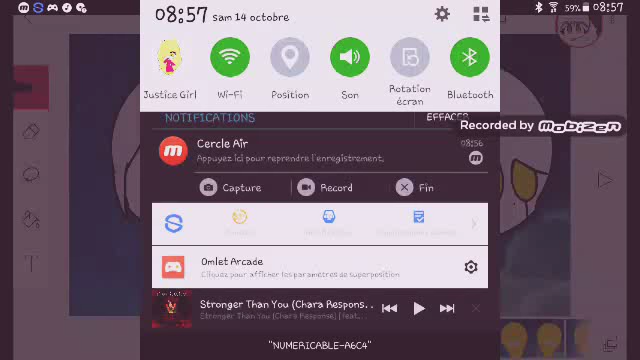 08:57 sam 14 octobre
59% 08:57
Justice Girl
Wi-Fi
Position
Son
Rotation
écran
Bluetooth
NOTIFICATIONS
EFFACER
Recorded by mobizen
Cercle Air
08:56
Appuyez ici pour reprendre l'enregistrement.
Capture
Record
Fin
Omlet Arcade
Cliquez pour afficher les paramètres de superposition
Stronger Than You (Chara Respons..
Stronger Than You (Chara Response) [feat..
"NUMERICABLE-A6C4"
T